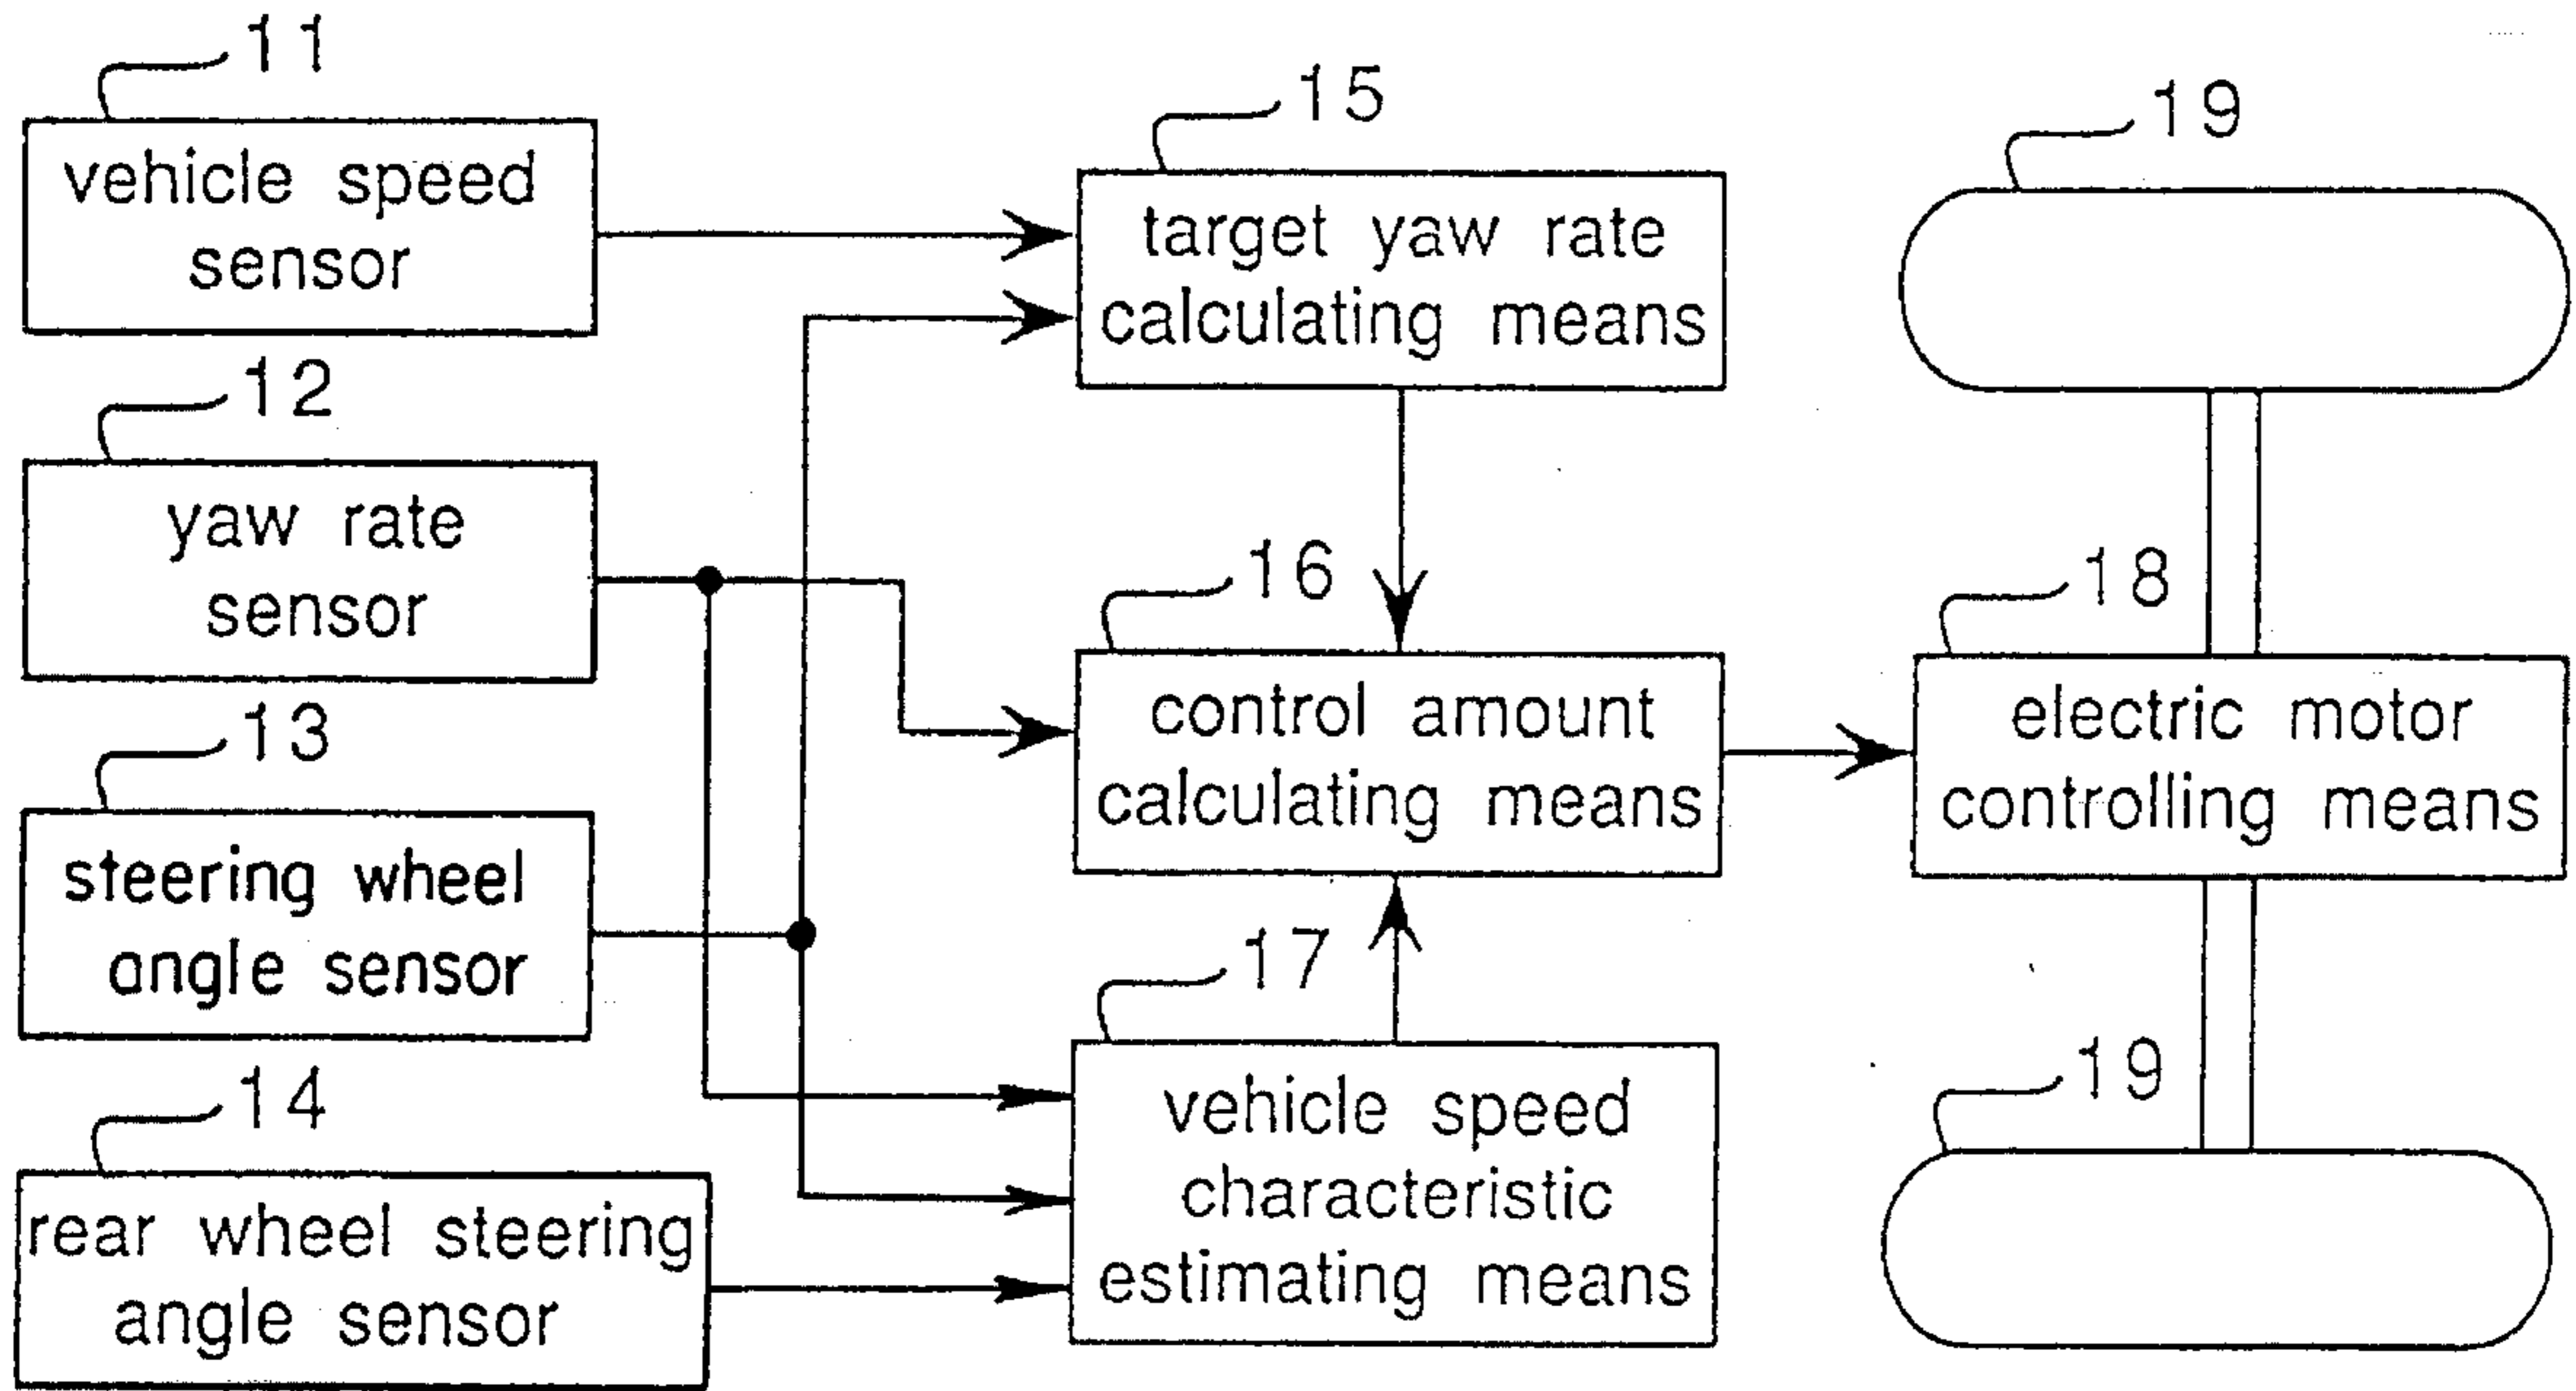 11
vehicle speed
sensor
12
yaw rate
sensor
13
steering wheel
angle sensor
14
rear wheel steering
angle sensor
15
target yaw rate
calculating means
16
control amount
calculating means
17
vehicle speed
characteristic
estimating means
19
18
electric motor
controlling means
19